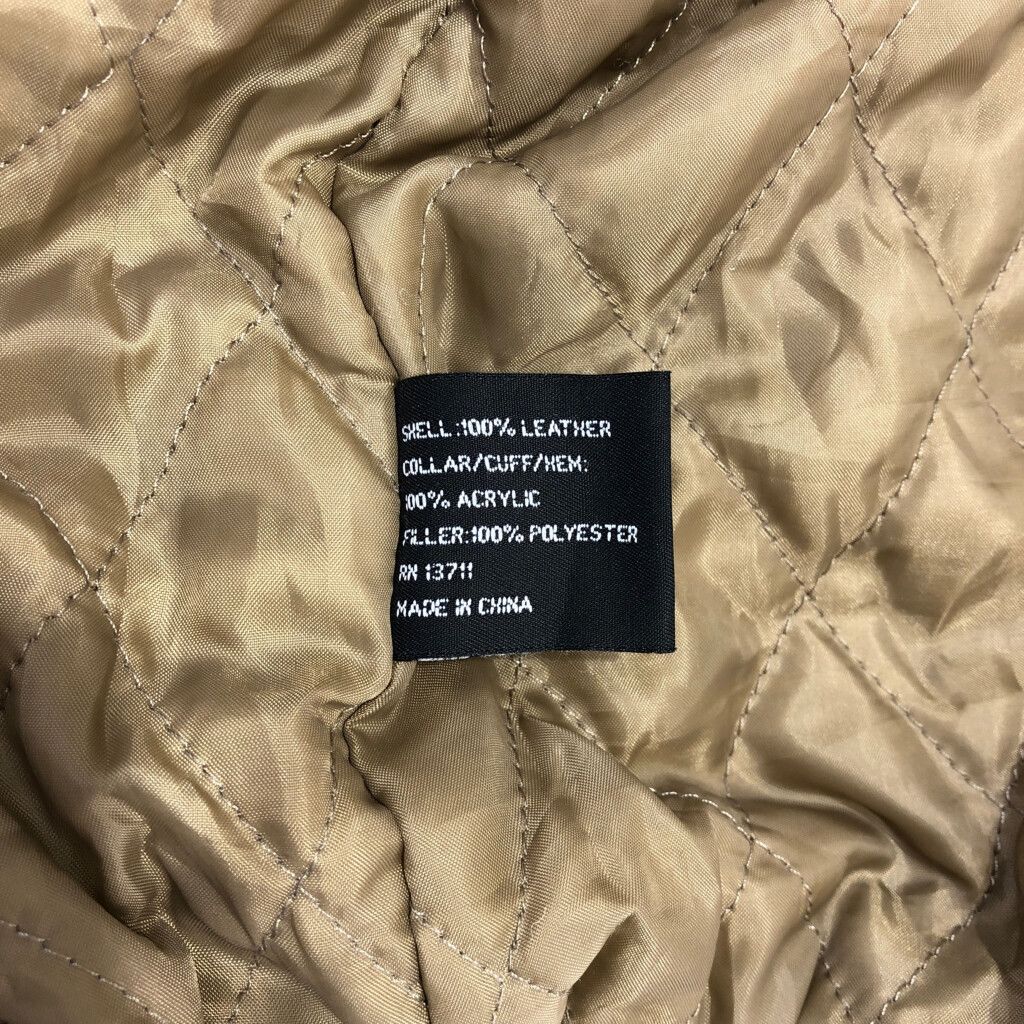 SHELL:100% LEATHER
COLLAR/CUFF/HEM:
100% ACRYLIC
FILLER:100% POLYESTER
RN 13711
MADE IN CHINA